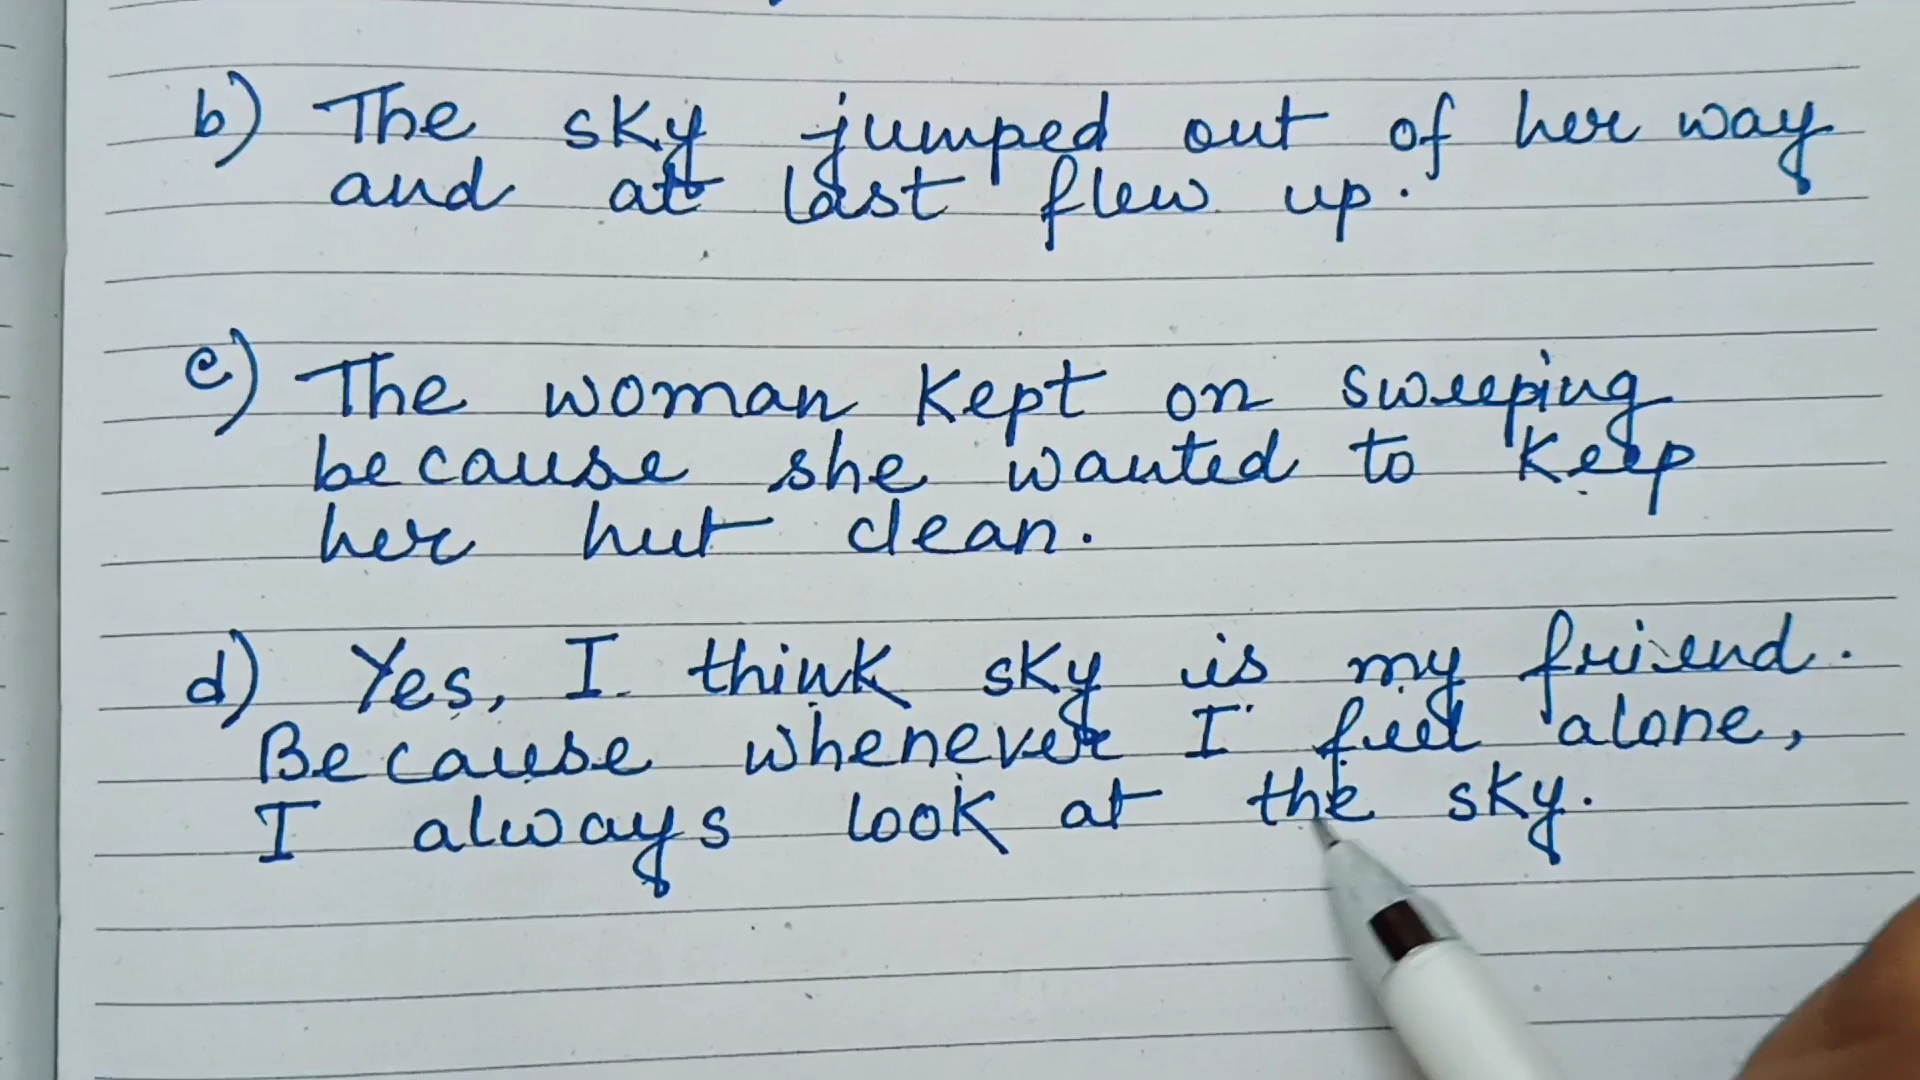 b) The sky jumped out of her way
and at last flew up.
c) The woman kept on sweeping
because she wanted to keep
her hut clean.
d) Yes, I think sky is my friend.
Because whenever I feel alone,
I always look at the sky.